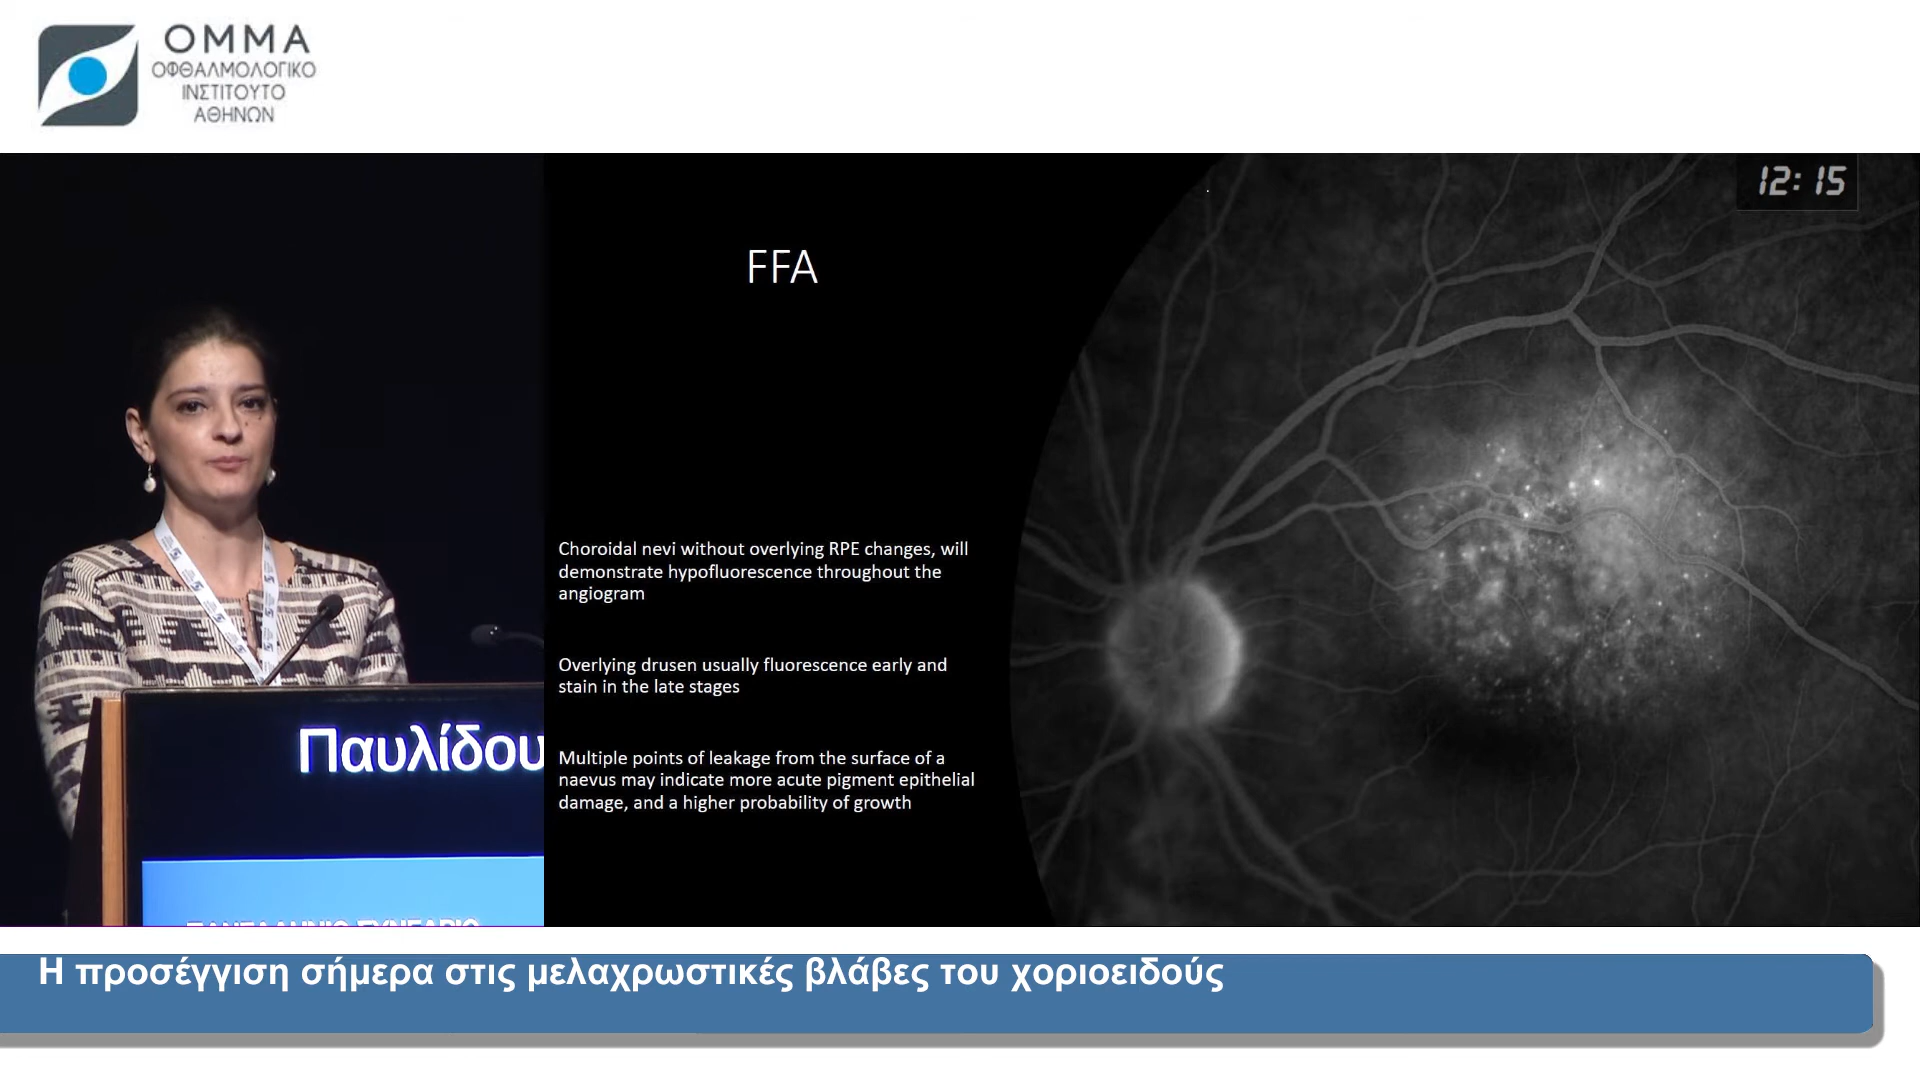 ΟΜΜΑ
ΟΦΘΑΛΜΟΛΟΓΙΚΟ
ΙΝΣΤΙΤΟΥΤΟ
ΑΘΗΝΩΝ
12:15
FFA
Choroidal nevi without overlying RPE changes, will
demonstrate hypofluorescence throughout the
angiogram
Overlying drusen usually fluorescence early and
stain in the late stages
Multiple points of leakage from the surface of a
naevus may indicate more acute pigment epithelial
damage, and a higher probability of growth
Παυλίδου
ΠΑΝΕΛΛΗΝΙΟ ΣΥΝΕΔΡΙΟ
Η προσέγγιση σήμερα στις μελαχρωστικές βλάβες του χοριοειδούς